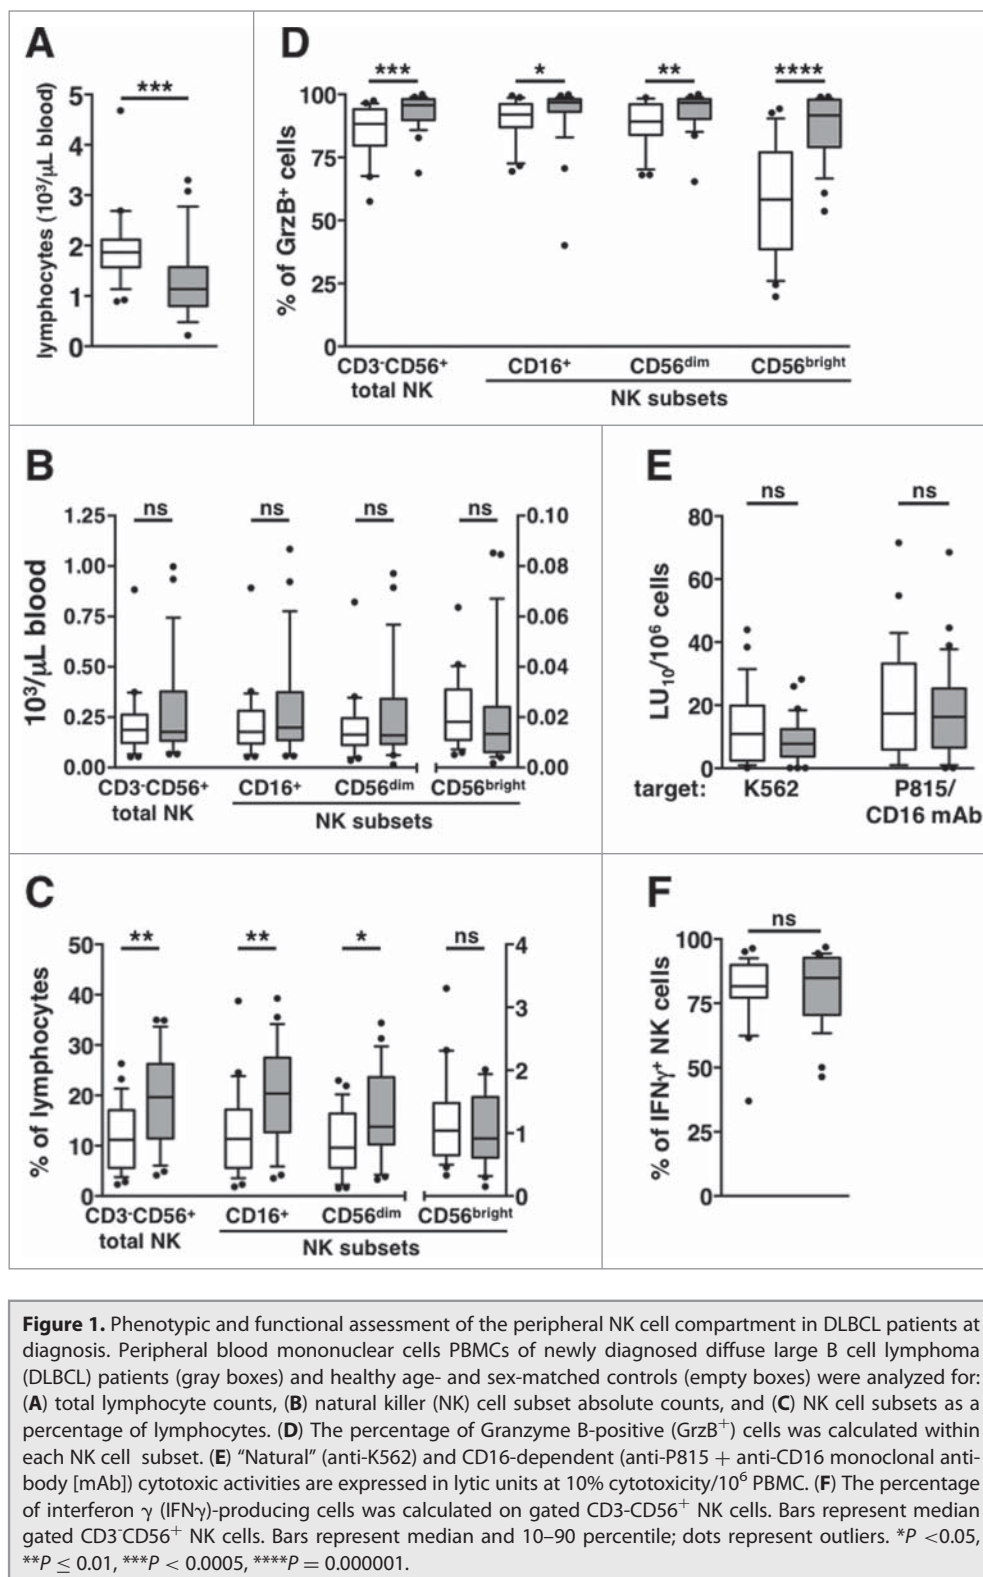 A
lymphocytes (10³/µL blood)
5
4
3
2
1
0
***
D
% of GrzB⁺ cells
100
75
50
25
0
***
*
**
****
CD3⁻CD56⁺
total NK
CD16⁺
CD56ᵈⁱᵐ
CD56ᵇʳⁱᵍʰᵗ
NK subsets
B
10³/µL blood
1.25
1.00
0.75
0.50
0.25
0.00
ns
ns
ns
ns
0.10
0.08
0.06
0.04
0.02
0.00
CD3⁻CD56⁺
total NK
CD16⁺
CD56ᵈⁱᵐ
CD56ᵇʳⁱᵍʰᵗ
NK subsets
E
LU₁₀/10⁶ cells
80
60
40
20
0
ns
ns
target:
K562
P815/
CD16 mAb
C
% of lymphocytes
50
40
30
20
10
0
**
**
*
ns
4
3
2
1
0
CD3⁻CD56⁺
total NK
CD16⁺
CD56ᵈⁱᵐ
CD56ᵇʳⁱᵍʰᵗ
NK subsets
F
% of IFNγ⁺ NK cells
100
75
50
25
0
ns
Figure 1. Phenotypic and functional assessment of the peripheral NK cell compartment in DLBCL patients at
diagnosis. Peripheral blood mononuclear cells PBMCs of newly diagnosed diffuse large B cell lymphoma
(DLBCL) patients (gray boxes) and healthy age- and sex-matched controls (empty boxes) were analyzed for:
(A) total lymphocyte counts, (B) natural killer (NK) cell subset absolute counts, and (C) NK cell subsets as a
percentage of lymphocytes. (D) The percentage of Granzyme B-positive (GrzB⁺) cells was calculated within
each NK cell subset. (E) “Natural” (anti-K562) and CD16-dependent (anti-P815 + anti-CD16 monoclonal anti-
body [mAb]) cytotoxic activities are expressed in lytic units at 10% cytotoxicity/10⁶ PBMC. (F) The percentage
of interferon γ (IFNγ)-producing cells was calculated on gated CD3-CD56⁺ NK cells. Bars represent median
gated CD3⁻CD56⁺ NK cells. Bars represent median and 10–90 percentile; dots represent outliers. *P <0.05,
**P ≤ 0.01, ***P < 0.0005, ****P = 0.000001.